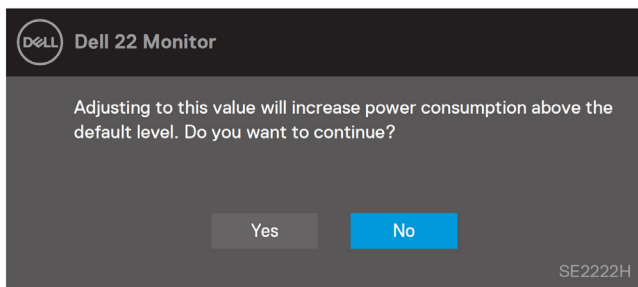 DELL Dell 22 Monitor
Adjusting to this value will increase power consumption above the
default level. Do you want to continue?
Yes No
SE2222H